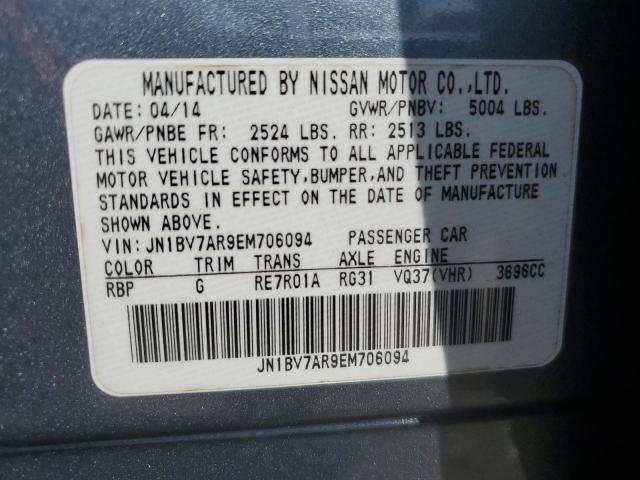 MANUFACTURED BY NISSAN MOTOR CO.,LTD.
DATE: 04/14 GVWR/PNBV: 5004 LBS.
GAWR/PNBE FR: 2524 LBS. RR: 2513 LBS.
THIS VEHICLE CONFORMS TO ALL APPLICABLE FEDERAL
MOTOR VEHICLE SAFETY,BUMPER,AND THEFT PREVENTION
STANDARDS IN EFFECT ON THE DATE OF MANUFACTURE
SHOWN ABOVE.
VIN:JN1BV7AR9EM706094 PASSENGER CAR
COLOR TRIM TRANS AXLE ENGINE
RBP G RE7R01A RG31 VQ37(VHR) 3696CC
JN1BV7AR9EM706094